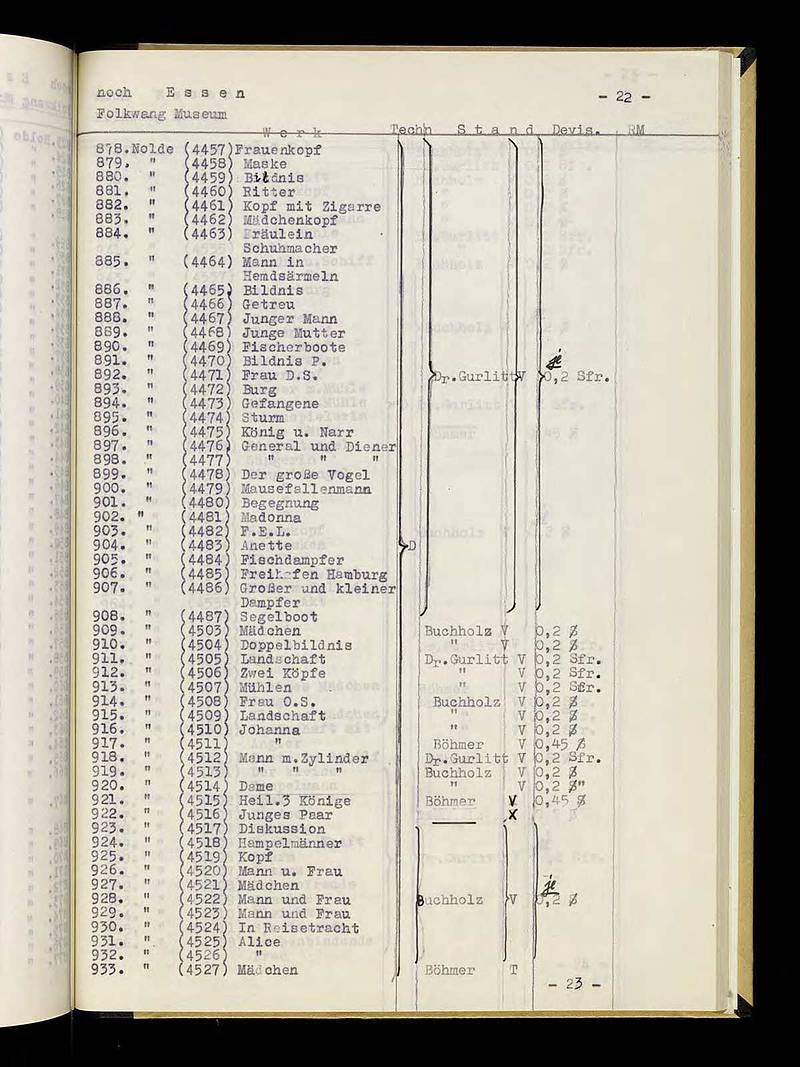 noch E s s e n
- 22 -
Folkwang Museum
W e r k Techn S t a n d Devis. RM
878.Nolde (4457)Frauenkopf
879. " (4458) Maske
880. " (4459) Bildnis
881. " (4460) Ritter
882. " (4461) Kopf mit Zigarre
883. " (4462) Mädchenkopf
884. " (4463) Fräulein
Schuhmacher
885. " (4464) Mann in
Hemdsärmeln
886. " (4465) Bildnis
887. " (4466) Getreu
888. " (4467) Junger Mann
889. " (4468) Junge Mutter
890. " (4469) Fischerboote
891. " (4470) Bildnis P. je
892. " (4471) Frau D.S. Dr.Gurlitt V 0,2 Sfr.
893. " (4472) Burg
894. " (4473) Gefangene
895. " (4474) Sturm
896. " (4475) König u. Narr
897. " (4476) General und Diener
898. " (4477) " " "
899. " (4478) Der große Vogel
900. " (4479) Mausefallenmann
901. " (4480) Begegnung
902. " (4481) Madonna
903. " (4482) F.E.L.
904. " (4483) Anette D
905. " (4484) Fischdampfer
906. " (4485) Freihafen Hamburg
907. " (4486) Großer und kleiner
Dampfer
908. " (4487) Segelboot
909. " (4503) Mädchen Buchholz V 0,2 $
910. " (4504) Doppelbildnis " V 0,2 $
911. " (4505) Landschaft Dr.Gurlitt V 0,2 Sfr.
912. " (4506) Zwei Köpfe " V 0,2 Sfr.
913. " (4507) Mühlen " V 0,2 Sfr.
914. " (4508) Frau O.S. Buchholz V 0,2 $
915. " (4509) Landschaft " V 0,2 $
916. " (4510) Johanna " V 0,2 $
917. " (4511) " Böhmer V 0,45 $
918. " (4512) Mann m.Zylinder Dr.Gurlitt V 0,2 Sfr.
919. " (4513) " " " Buchholz V 0,2 $
920. " (4514) Dame " V 0,2 $"
921. " (4515) Heil.3 Könige Böhmer V 0,45 $
922. " (4516) Junges Paar X
923. " (4517) Diskussion
924. " (4518) Hampelmänner
925. " (4519) Kopf
926. " (4520) Mann u. Frau
927. " (4521) Mädchen je
928. " (4522) Mann und Frau Buchholz V 0,2 $
929. " (4523) Mann und Frau
930. " (4524) In Reisetracht
931. " (4525) Alice
932. " (4526) "
933. " (4527) Mädchen Böhmer T
- 23 -